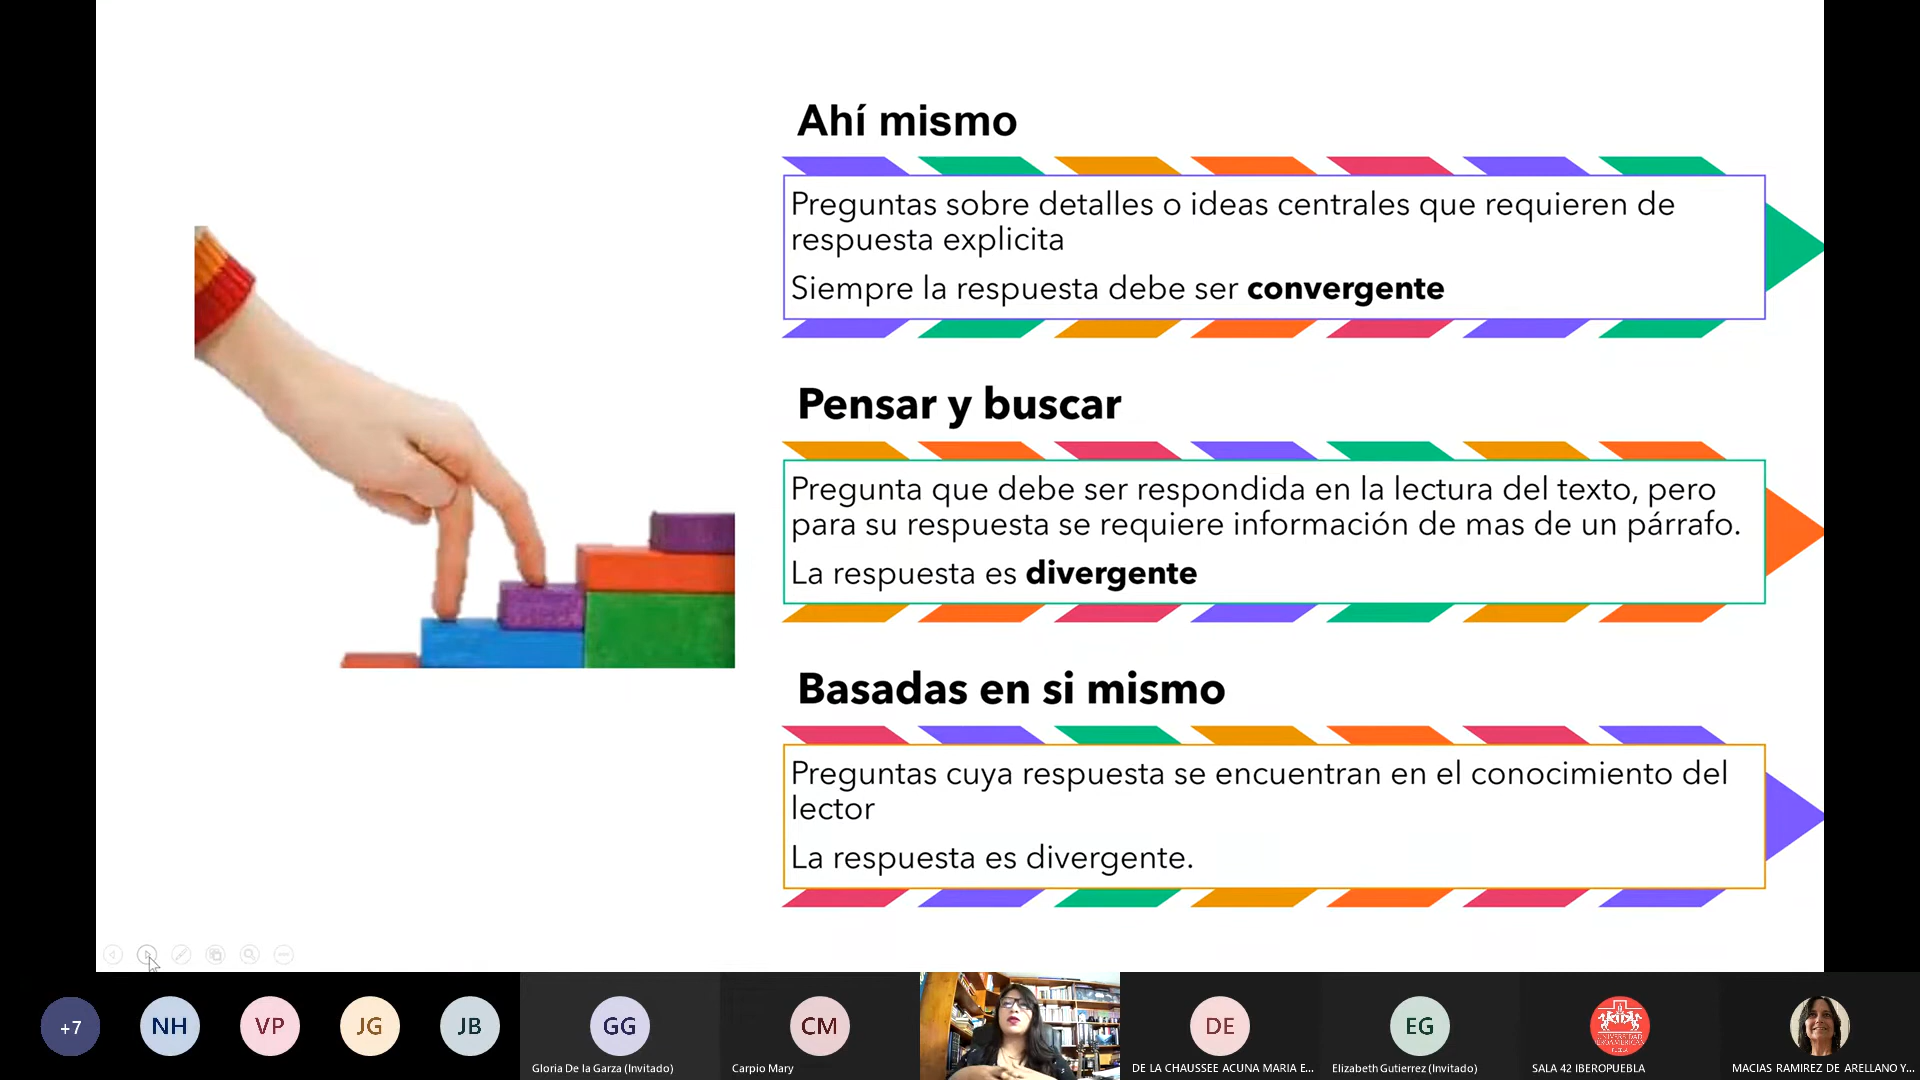 Ahí mismo
Preguntas sobre detalles o ideas centrales que requieren de
respuesta explicita
Siempre la respuesta debe ser convergente
Pensar y buscar
Pregunta que debe ser respondida en la lectura del texto, pero
para su respuesta se requiere información de mas de un párrafo.
La respuesta es divergente
Basadas en si mismo
Preguntas cuya respuesta se encuentran en el conocimiento del
lector
La respuesta es divergente.
+7
NH
VP
JG
JB
GG
Gloria De la Garza (Invitado)
CM
Carpio Mary
DE
DE LA CHAUSSEE ACUNA MARIA E...
EG
Elizabeth Gutierrez (Invitado)
SALA 42 IBEROPUEBLA
MACIAS RAMIREZ DE ARELLANO Y...